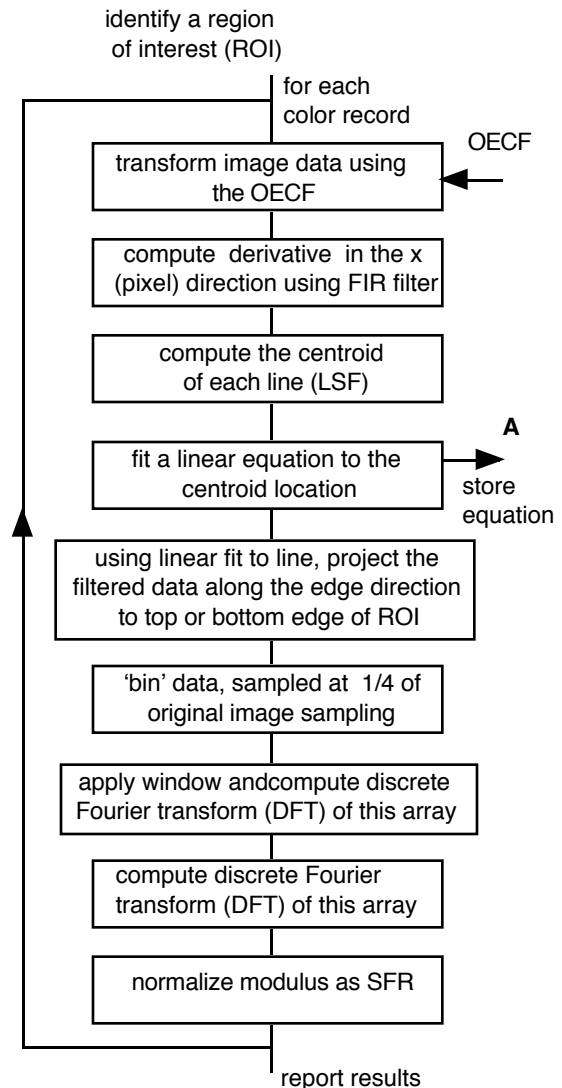 identify a region
of interest (ROI)
for each
color record
OECF
transform image data using
the OECF
compute derivative in the x
(pixel) direction using FIR filter
compute the centroid
of each line (LSF)
A
fit a linear equation to the
centroid location
store
equation
using linear fit to line, project the
filtered data along the edge direction
to top or bottom edge of ROI
‘bin’ data, sampled at 1/4 of
original image sampling
apply window andcompute discrete
Fourier transform (DFT) of this array
compute discrete Fourier
transform (DFT) of this array
normalize modulus as SFR
report results